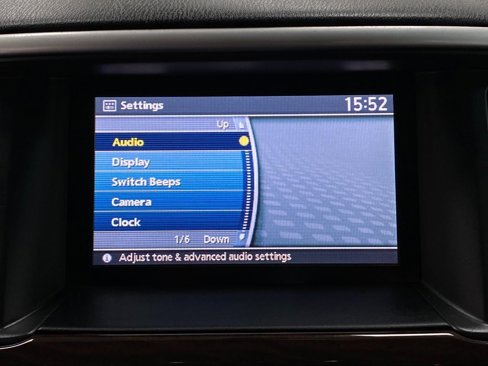 Settings 15:52
Up
Audio
Display
Switch Beeps
Camera
Clock
1/6 Down
Adjust tone & advanced audio settings